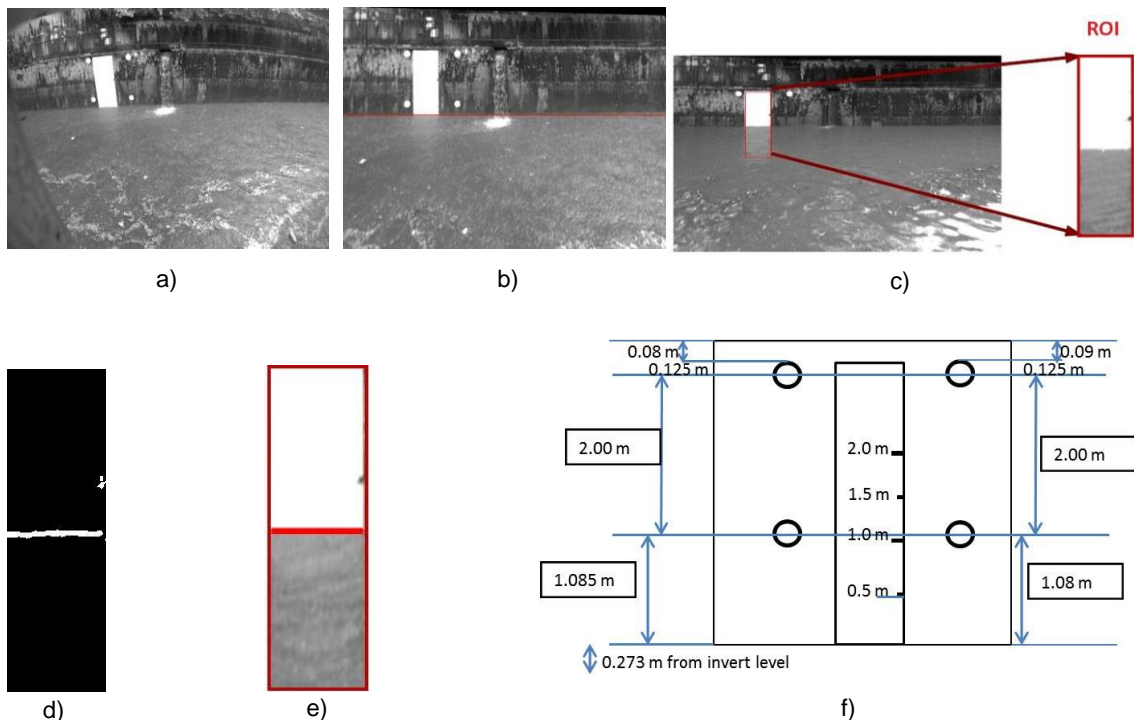 ROI
a)
b)
c)
0.08 m
0.09 m
0.125 m
0.125 m
2.00 m
2.0 m
2.00 m
1.5 m
1.0 m
1.085 m
0.5 m
1.08 m
0.273 m from invert level
d)
e)
f)